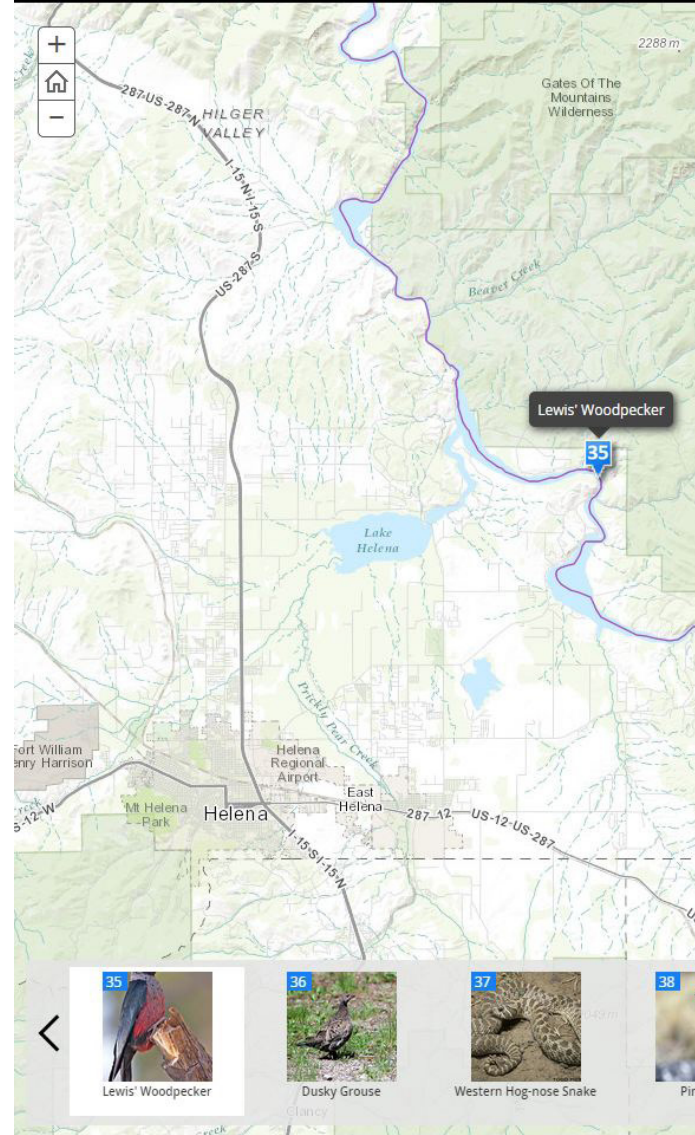 +
−
2288 m
Gates Of The
Mountains
Wilderness
287-US-287-N
HILGER
VALLEY
I-15-N-I-15-S
US-287-S
Beaver Creek
Lewis' Woodpecker
35
Lake
Helena
Prickly Pear Creek
Fort William
enry Harrison
Helena
Regional
Airport
East
Helena
Mt Helena
Park
Helena
S-12-W
287-12
US-12-US-287
I-15-S-I-15-N
35
Lewis' Woodpecker
36
Dusky Grouse
37
Western Hog-nose Snake
38
Pi
Clancy
Creek